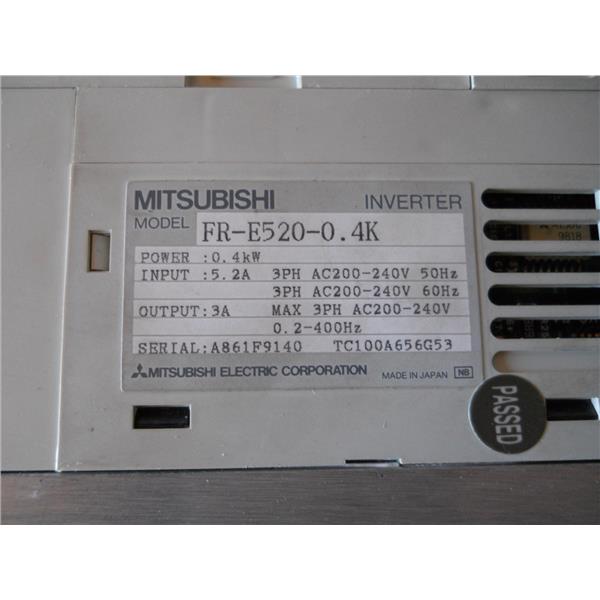 MITSUBISHI INVERTER
MODEL FR-E520-0.4K
POWER :0.4kW
INPUT :5.2A 3PH AC200-240V 50Hz
3PH AC200-240V 60Hz
OUTPUT:3A MAX 3PH AC200-240V
0.2-400Hz
SERIAL:A861F9140 TC100A656G53
MITSUBISHI ELECTRIC CORPORATION MADE IN JAPAN NB
PASSED
9818